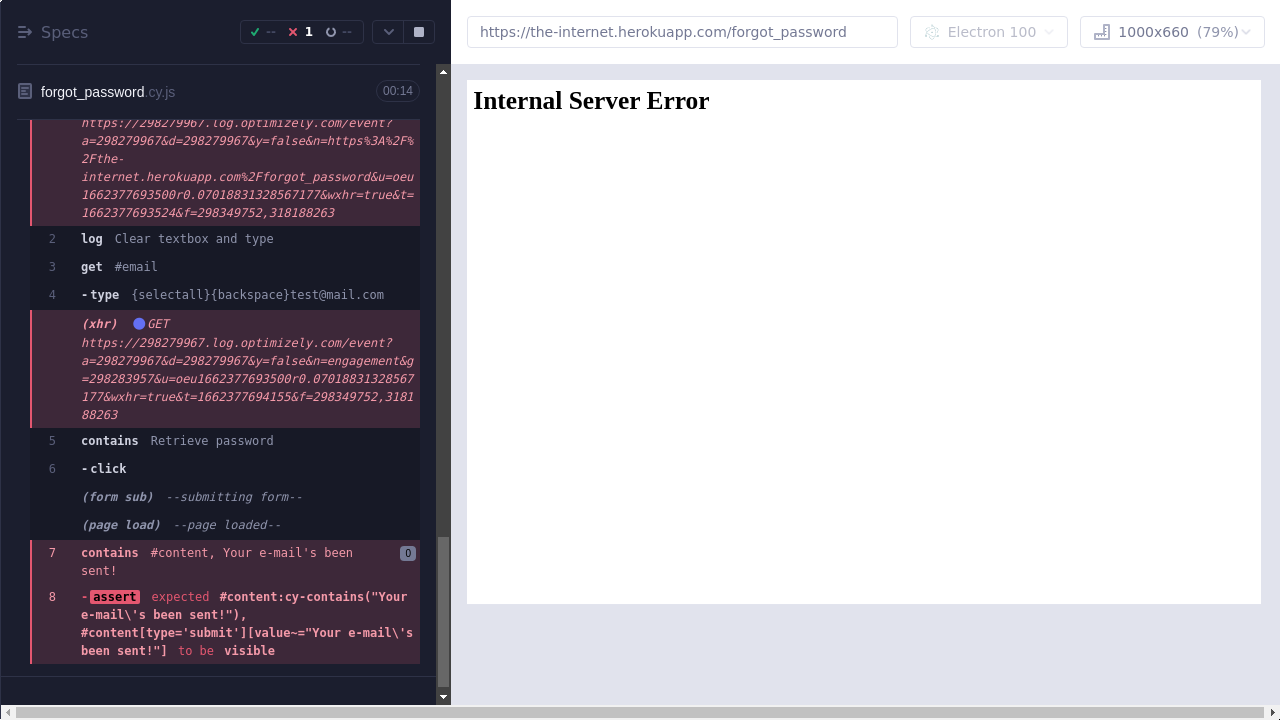 Specs
-- 1 --
https://the-internet.herokuapp.com/forgot_password
Electron 100
1000x660 (79%)
forgot_password.cy.js
00:14
https://298279967.log.optimizely.com/event?
a=298279967&d=298279967&y=false&n=https%3A%2F%
2Fthe-
internet.herokuapp.com%2Fforgot_password&u=oeu
1662377693500r0.07018831328567177&wxhr=true&t=
1662377693524&f=298349752,318188263
2 log Clear textbox and type
3 get #email
4 -type {selectall}{backspace}test@mail.com
(xhr) GET
https://298279967.log.optimizely.com/event?
a=298279967&d=298279967&y=false&n=engagement&g
=298283957&u=oeu1662377693500r0.07018831328567
177&wxhr=true&t=1662377694155&f=298349752,3181
88263
5 contains Retrieve password
6 -click
(form sub) --submitting form--
(page load) --page loaded--
7 contains #content, Your e-mail's been 0
sent!
8 -assert expected #content:cy-contains("Your
e-mail\'s been sent!"),
#content[type='submit'][value~="Your e-mail\'s
been sent!"] to be visible
Internal Server Error